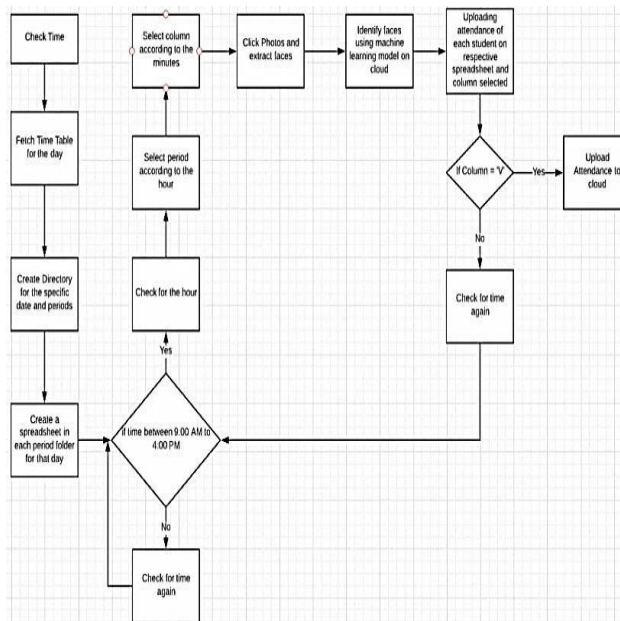 Check Time
Fetch Time Table
for the day
Create Directory
for the specific
date and periods
Create a
spreadsheet in
each period folder
for that day
If time between 9.00 AM to
4:00 PM
No
Check for time
again
Yes
Check for the hour
Select period
according to the
hour
Select column
according to the
minutes
Click Photos and
extract faces
Identify faces
using machine
learning model on
cloud
Uploading
attendance of
each student on
respective
spreadsheet and
column selected
If Column = 'V'
Yes
Upload
Attendance to
cloud
No
Check for time
again